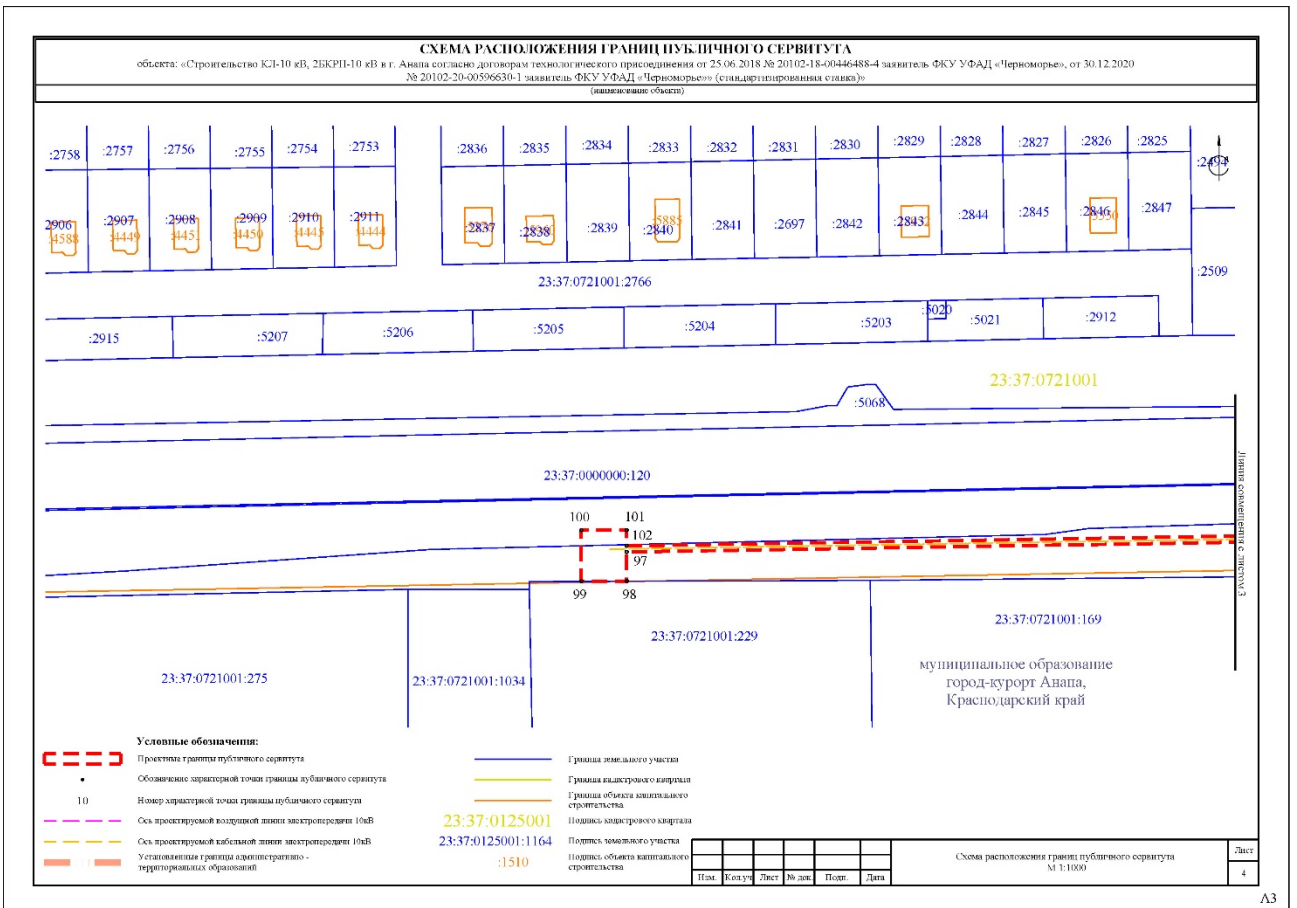 СХЕМА РАСПОЛОЖЕНИЯ ГРАНИЦ ПУБЛИЧНОГО СЕРВИТУТА
объекта: «Строительство КЛ-10 кВ, 2БКРП-10 кВ в г. Анапа согласно договорам технологического присоединения от 25.06.2018 № 20102-18-00446488-4 заявитель ФКУ УФАД «Черноморье», от 30.12.2020
№ 20102-20-00596630-1 заявитель ФКУ УФАД «Черноморье»» (стандартизированная ставка)»
(наименование объекта)
:2758 :2757 :2756 :2755 :2754 :2753 :2836 :2835 :2834 :2833 :2832 :2831 :2830 :2829 :2828 :2827 :2826 :2825
:2494
2906 :2907 :2908 :2909 :2910 :2911 :2837 :2838 :2839 :2840 :2841 :2697 :2842 :2843 :2844 :2845 :2846 :2847
:4588 :4449 :4450 :4444 :5885
:2509
23:37:0721001:2766
:2915 :5207 :5206 :5205 :5204 :5203 :5020 :5021 :2912
23:37:0721001
:5068
23:37:0000000:120
100 101
102
97
99 98
Линия совмещения с листом 3
23:37:0721001:275
23:37:0721001:1034
23:37:0721001:229
23:37:0721001:169
муниципальное образование
город-курорт Анапа,
Краснодарский край
Условные обозначения:
Проектные границы публичного сервитута
Обозначение характерной точки границы публичного сервитута
10 Номер характерной точки границы публичного сервитута
Ось проектируемой воздушной линии электропередачи 10кВ
Ось проектируемой кабельной линии электропередачи 10кВ
Установленные границы административно -
территориальных образований
Граница земельного участка
Граница кадастрового квартала
Граница объекта капитального
строительства
23:37:0125001 Подпись кадастрового квартала
23:37:0125001:1164 Подпись земельного участка
:1510 Подпись объекта капитального
строительства
Изм. Кол.уч Лист № док. Подп. Дата
Схема расположения границ публичного сервитута
М 1:1000
Лист
4
А3